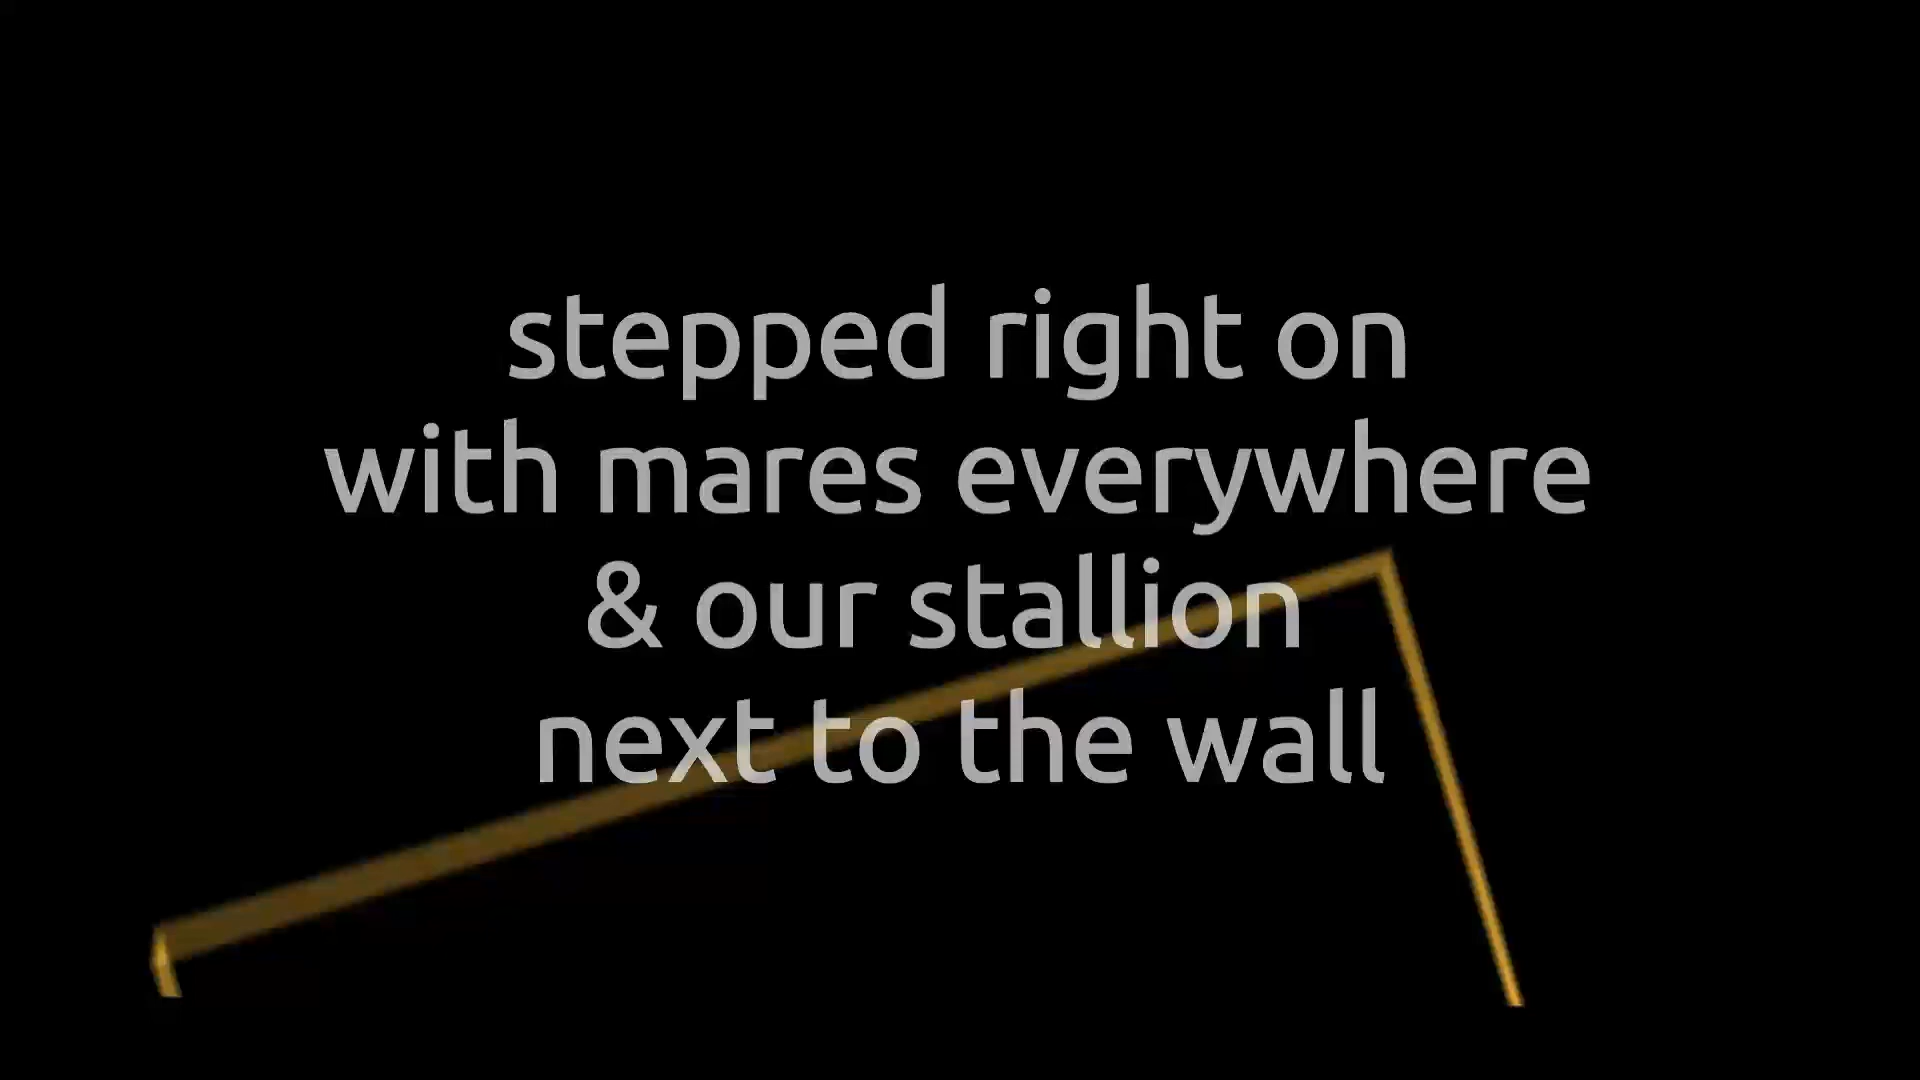 stepped right on
with mares everywhere
& our stallion
next to the wall